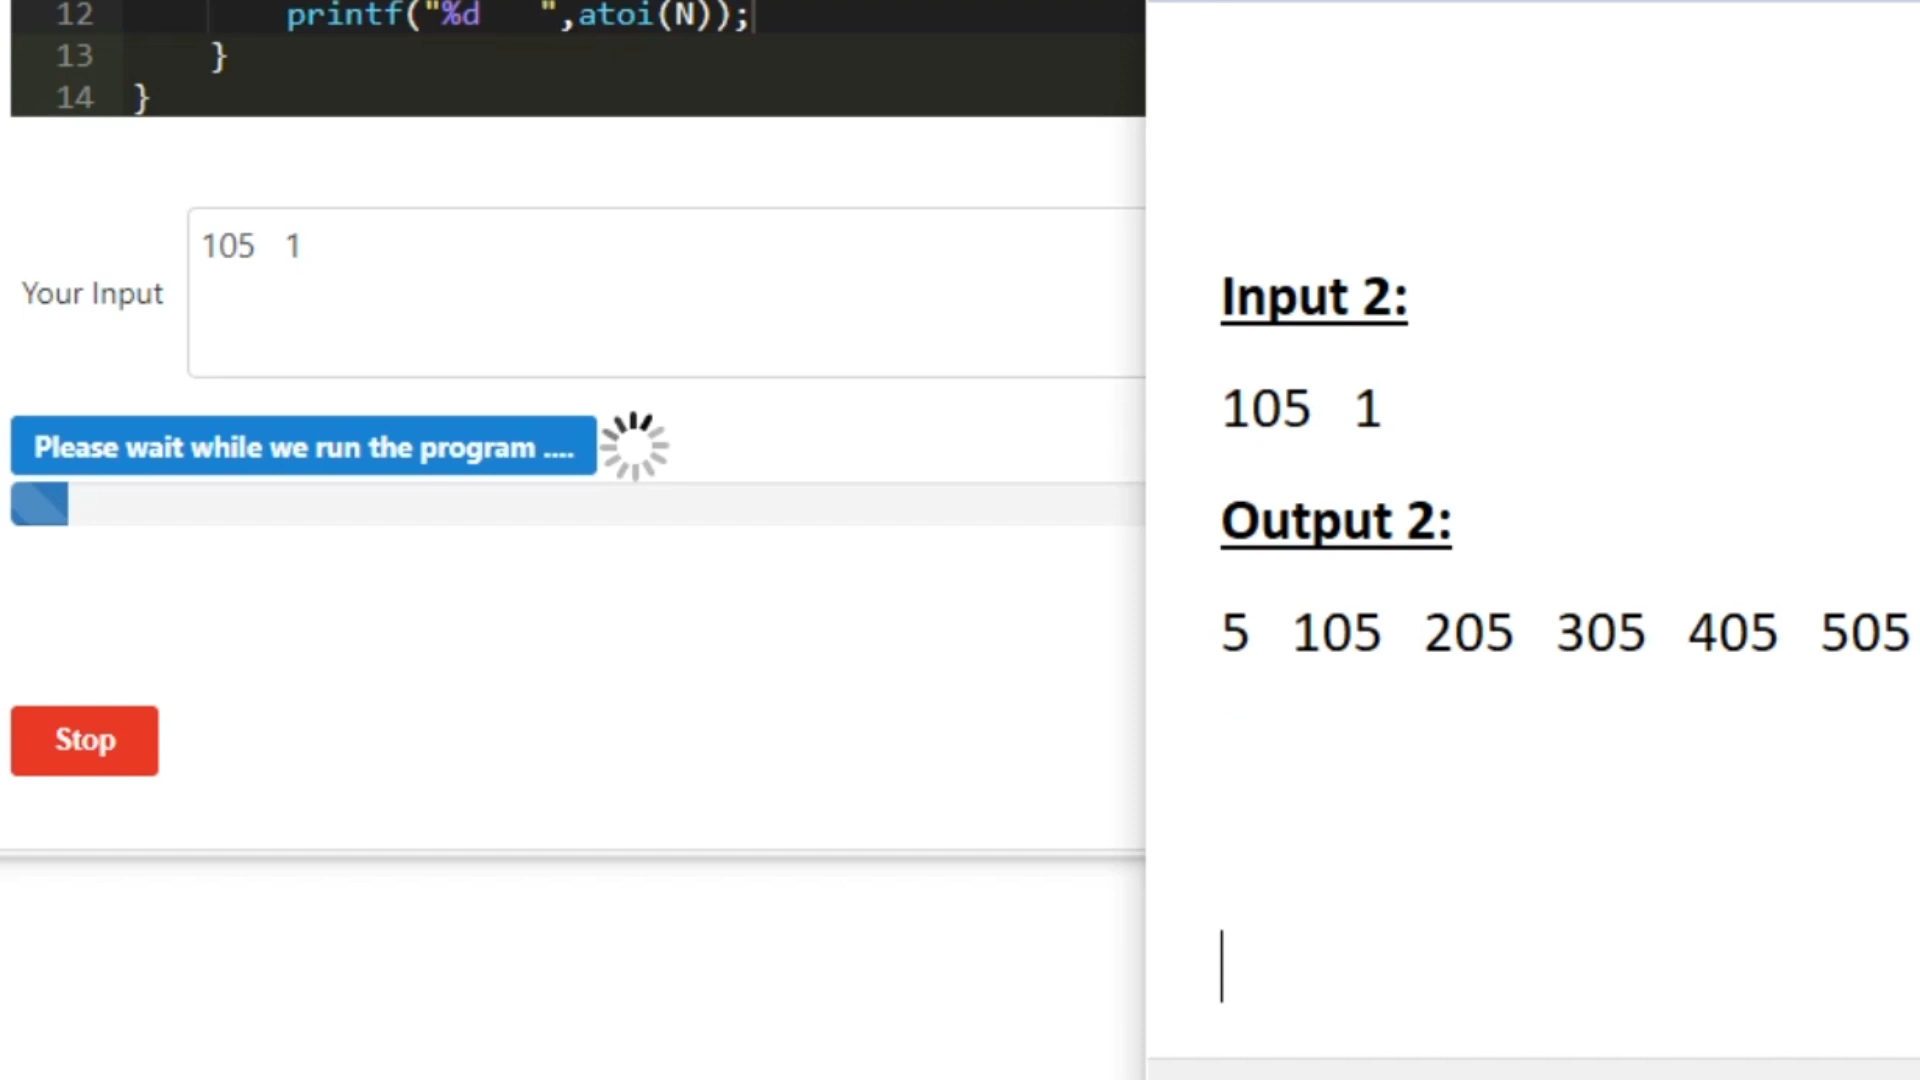 12 printf("%d   ",atoi(N));
13 }
14 }
105   1
Your Input
Please wait while we run the program ....
Stop
Input 2:
105   1
Output 2:
5   105   205   305   405   505